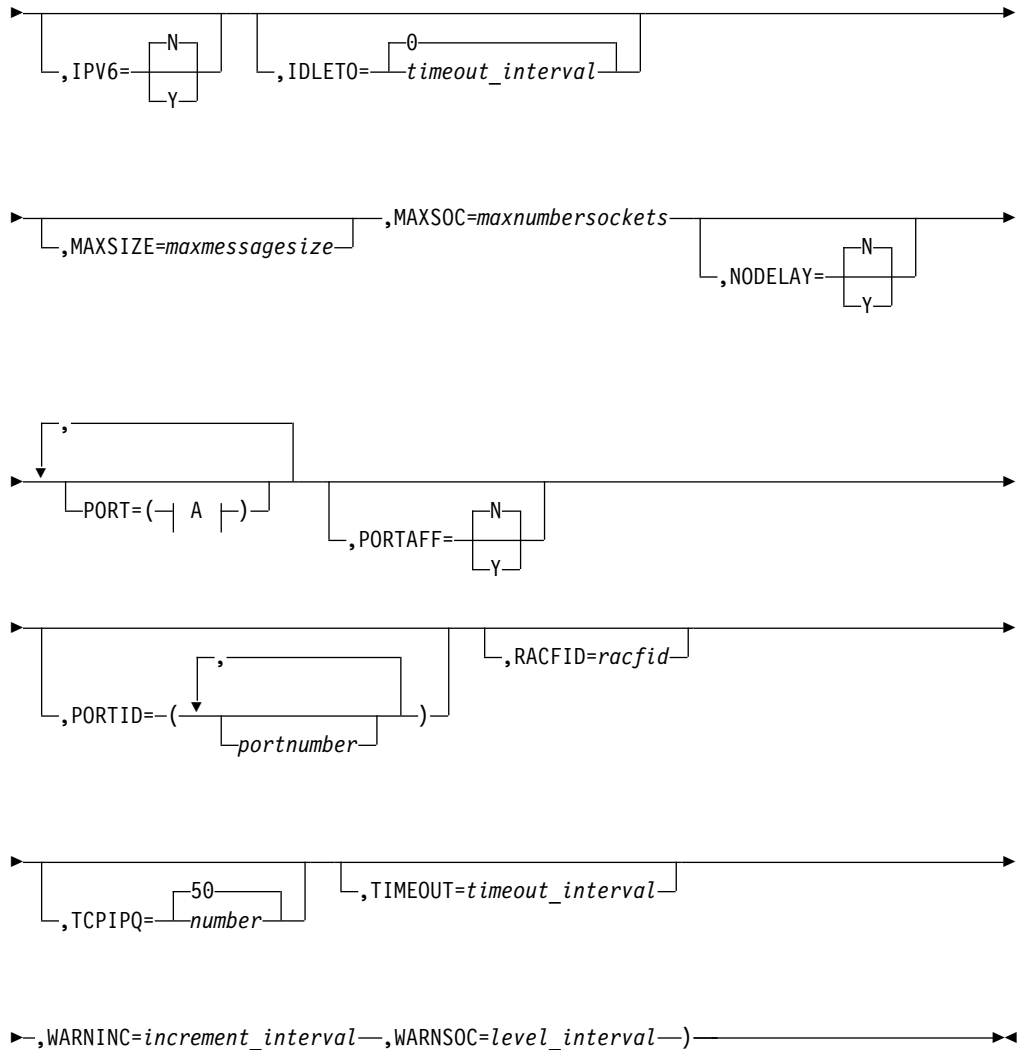 N
,IPV6=
Y
0
,IDLETO=timeout_interval
,MAXSIZE=maxmessagesize
,MAXSOC=maxnumbersockets
N
,NODELAY=
Y
,
PORT=( A )
N
,PORTAFF=
Y
,
,PORTID=( )
portnumber
,RACFID=racfid
50
,TCPIPQ=number
,TIMEOUT=timeout_interval
,WARNINC=increment_interval ,WARNSOC=level_interval )